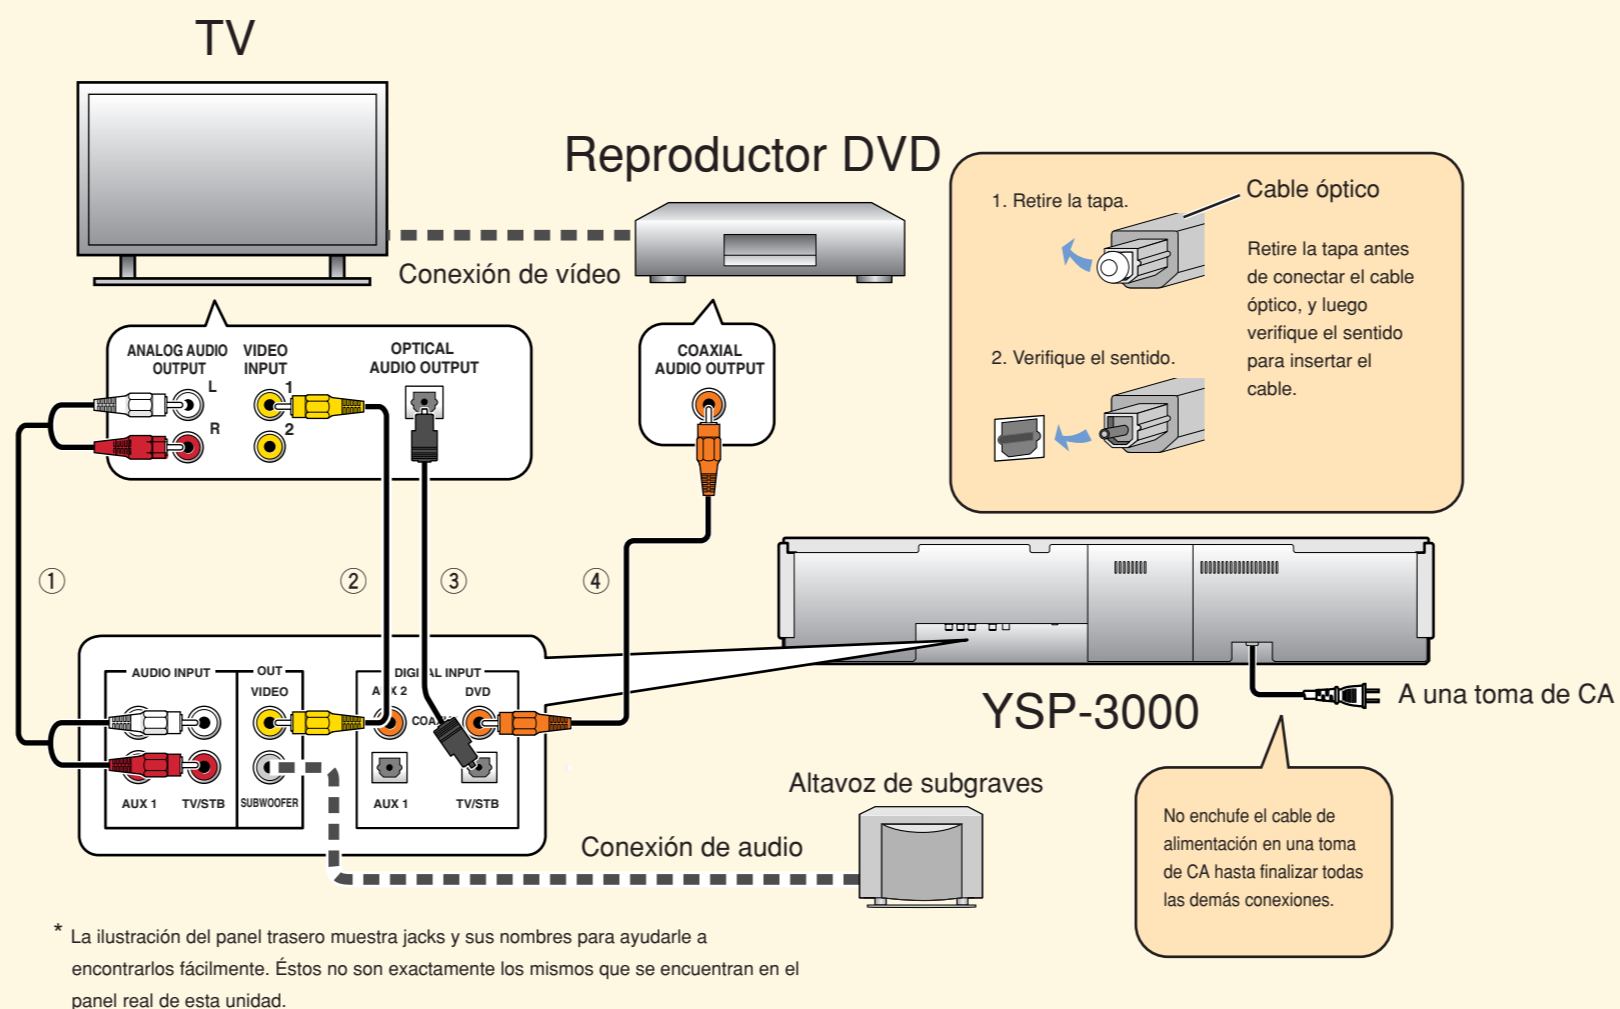 TV
Reproductor DVD
Conexión de vídeo
1. Retire la tapa.
Cable óptico
Retire la tapa antes
de conectar el cable
óptico, y luego
verifique el sentido
para insertar el
cable.
2. Verifique el sentido.
ANALOG AUDIO
OUTPUT
L
R
VIDEO
INPUT
1
2
OPTICAL
AUDIO OUTPUT
COAXIAL
AUDIO OUTPUT
①
②
③
④
AUDIO INPUT
AUX 1
TV/STB
OUT
VIDEO
SUBWOOFER
DIGITAL INPUT
AUX 2
DVD
AUX 1
TV/STB
YSP-3000
A una toma de CA
No enchufe el cable de
alimentación en una toma
de CA hasta finalizar todas
las demás conexiones.
Altavoz de subgraves
Conexión de audio
* La ilustración del panel trasero muestra jacks y sus nombres para ayudarle a
encontrarlos fácilmente. Éstos no son exactamente los mismos que se encuentran en el
panel real de esta unidad.